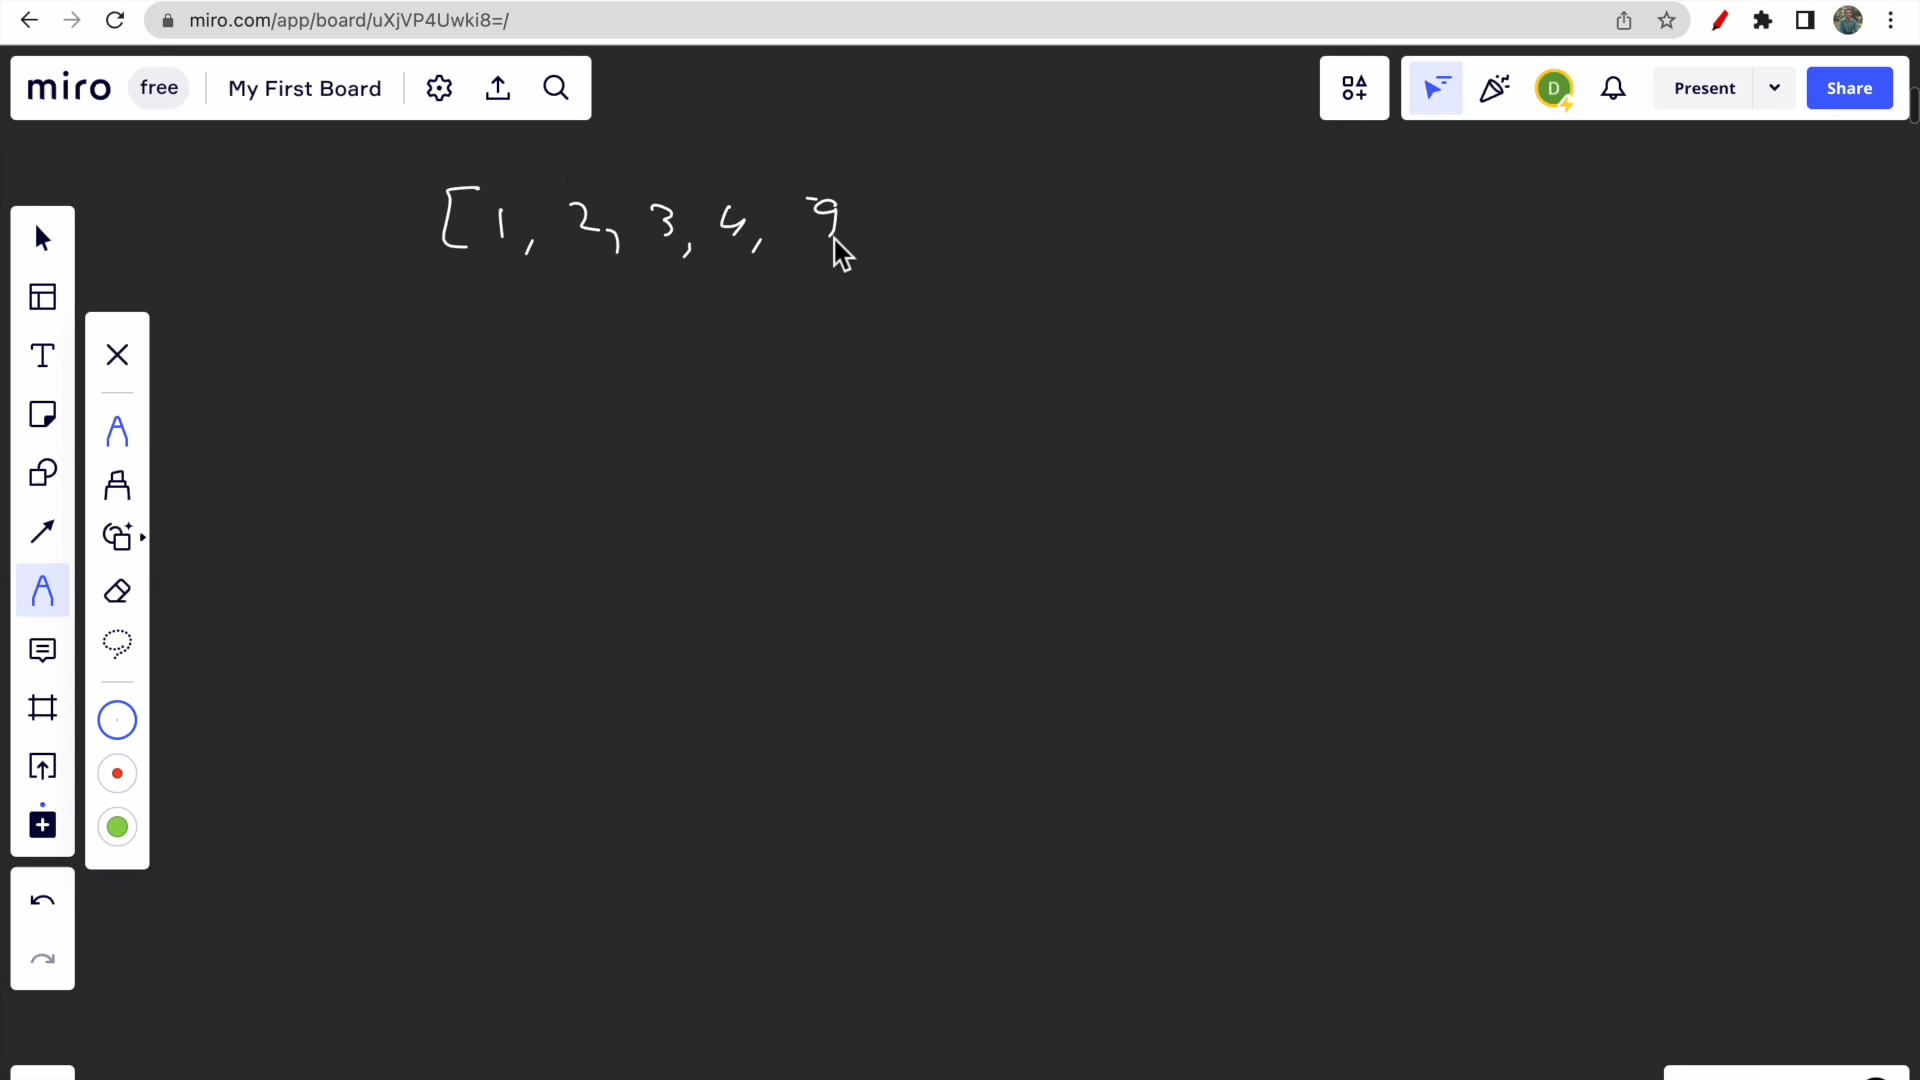 miro.com/app/board/uXjVP4Uwki8=/
miro free My First Board D Present Share
[1, 2, 3, 4, -9